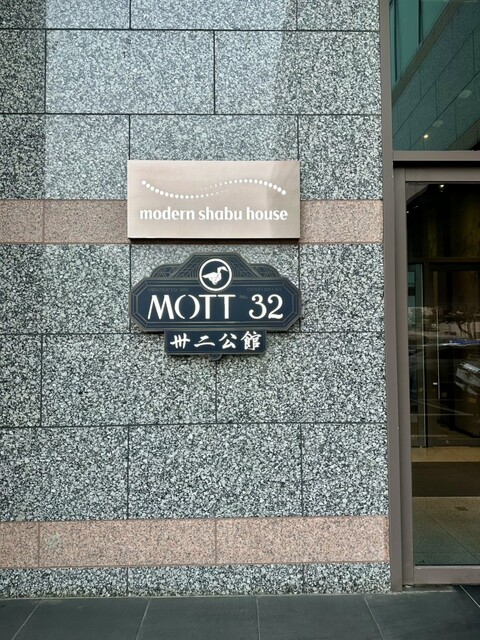 modern shabu house
MOTT 32
卅二公館